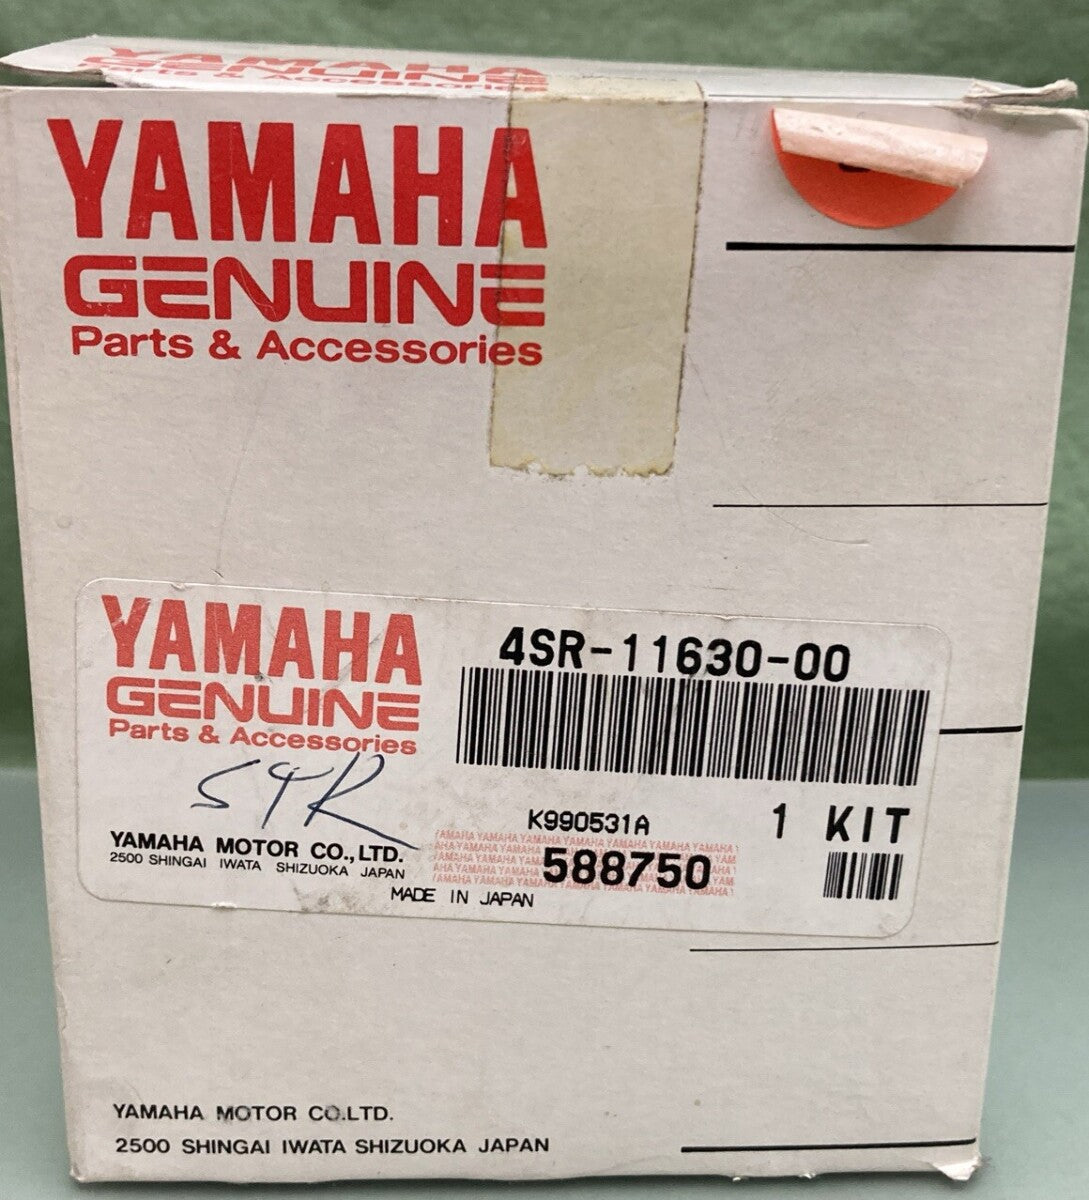 YAMAHA
GENUINE
Parts & Accessories
YAMAHA
GENUINE
Parts & Accessories
4SR-11630-00
STR
K990531A
1 KIT
YAMAHA MOTOR CO., LTD.
2500 SHINGAI IWATA SHIZUOKA JAPAN
588750
MADE IN JAPAN
YAMAHA MOTOR CO.LTD.
2500 SHINGAI IWATA SHIZUOKA JAPAN